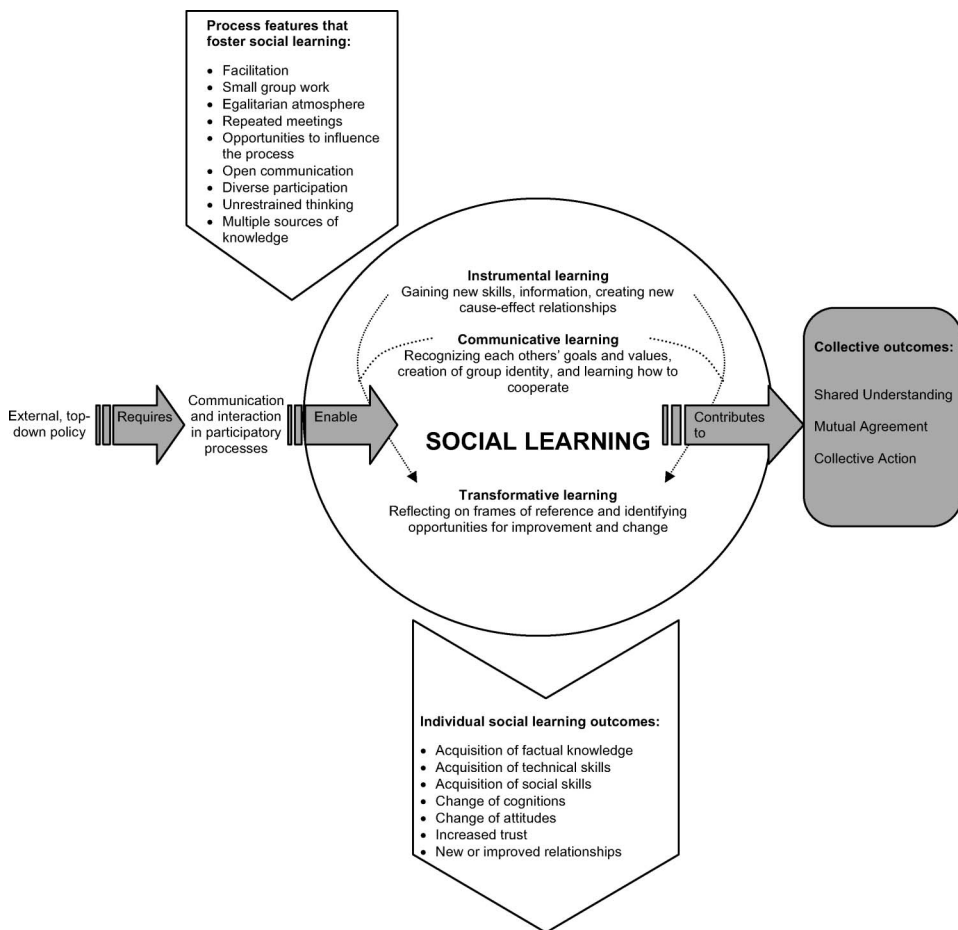 Process features that
foster social learning:
• Facilitation
• Small group work
• Egalitarian atmosphere
• Repeated meetings
• Opportunities to influence
the process
• Open communication
• Diverse participation
• Unrestrained thinking
• Multiple sources of
knowledge
Instrumental learning
Gaining new skills, information, creating new
cause-effect relationships
Communicative learning
Recognizing each others' goals and values,
creation of group identity, and learning how to
cooperate
External, top-
down policy
Requires
Communication
and interaction
in participatory
processes
Enable
SOCIAL LEARNING
Contributes
to
Transformative learning
Reflecting on frames of reference and identifying
opportunities for improvement and change
Collective outcomes:
Shared Understanding
Mutual Agreement
Collective Action
Individual social learning outcomes:
• Acquisition of factual knowledge
• Acquisition of technical skills
• Acquisition of social skills
• Change of cognitions
• Change of attitudes
• Increased trust
• New or improved relationships